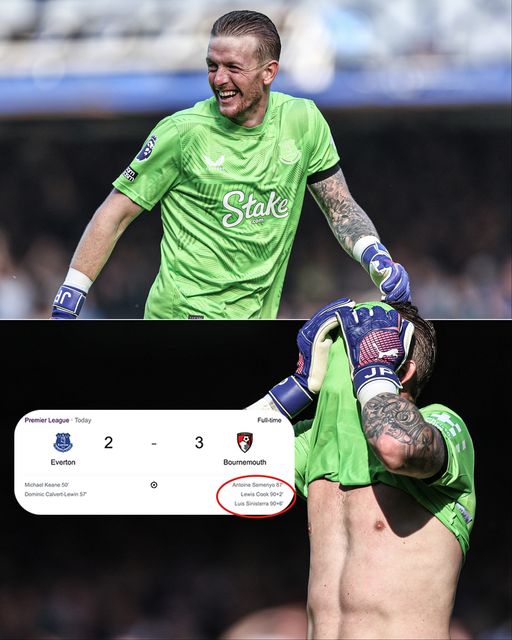 Stake
.com
JP
JP
Premier League · Today
Full-time
2 - 3
Everton
Bournemouth
Michael Keane 50'
Dominic Calvert-Lewin 57'
Antoine Semenyo 87'
Lewis Cook 90+2'
Luis Sinisterra 90+6'